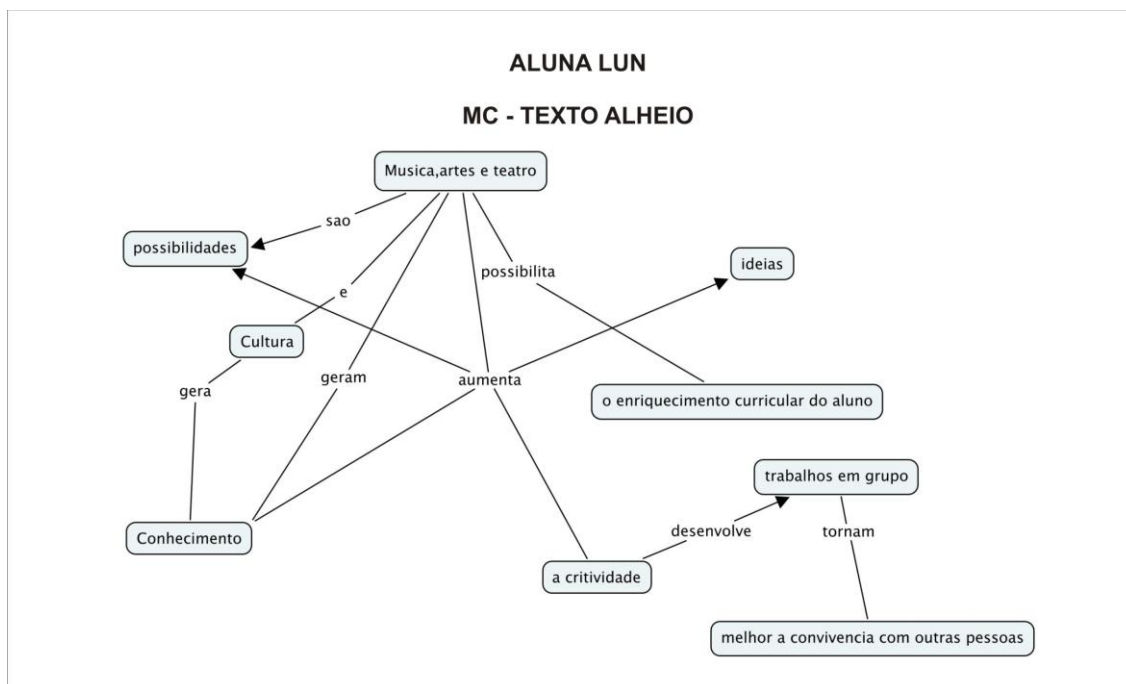 ALUNA LUN
MC - TEXTO ALHEIO
Musica,artes e teatro
sao
possibilidades
possibilita
ideias
e
Cultura
gera
geram
aumenta
o enriquecimento curricular do aluno
trabalhos em grupo
Conhecimento
desenvolve
tornam
a critividade
melhor a convivencia com outras pessoas